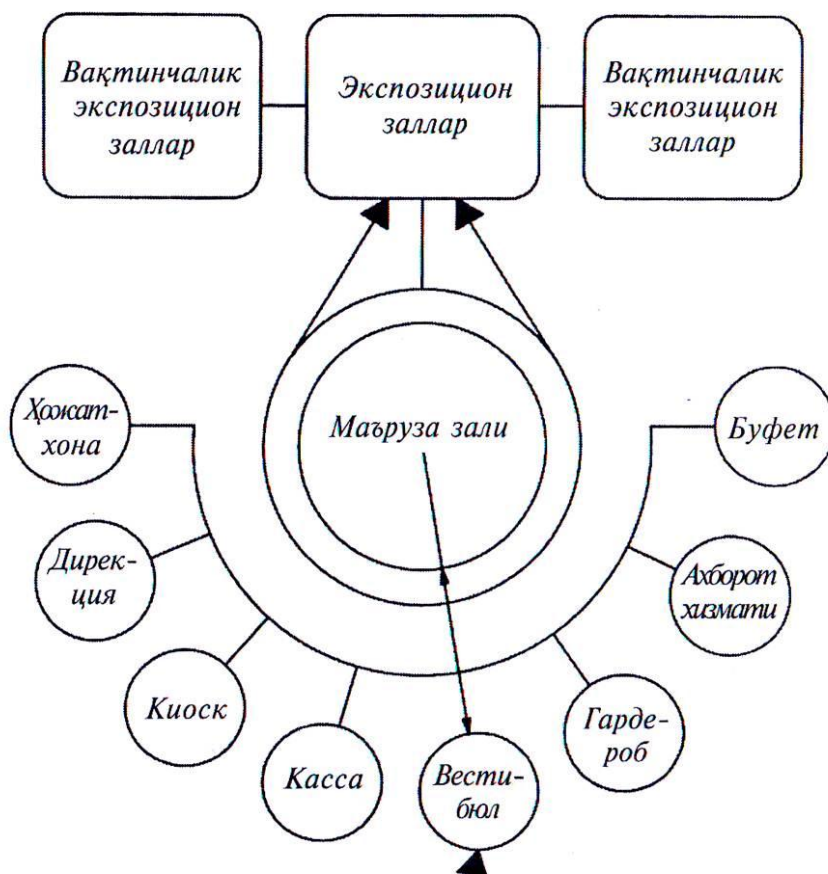 Вақтинчалик
экспозицион
заллар
Экспозицион
заллар
Вақтинчалик
экспозицион
заллар
Маъруза зали
Ҳожат-
хона
Буфет
Дирек-
ция
Ахборот
хизмати
Киоск
Гарде-
роб
Касса
Вести-
бюл